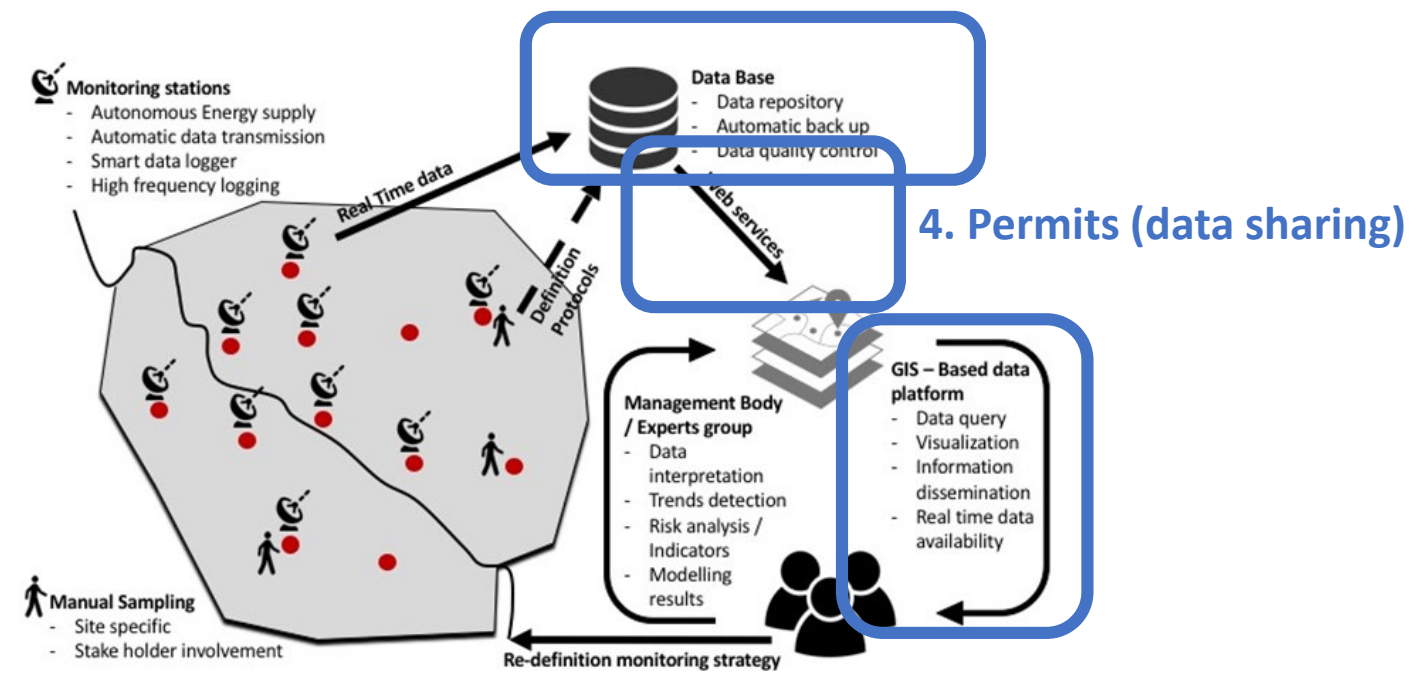 Monitoring stations
- Autonomous Energy supply
- Automatic data transmission
- Smart data logger
- High frequency logging
Data Base
- Data repository
- Automatic back up
- Data quality control
Real Time data
Definition
Protocols
Web services
4. Permits (data sharing)
Management Body
/ Experts group
- Data
interpretation
- Trends detection
- Risk analysis /
Indicators
- Modelling
results
GIS – Based data
platform
- Data query
- Visualization
- Information
dissemination
- Real time data
availability
Manual Sampling
- Site specific
- Stake holder involvement
Re-definition monitoring strategy